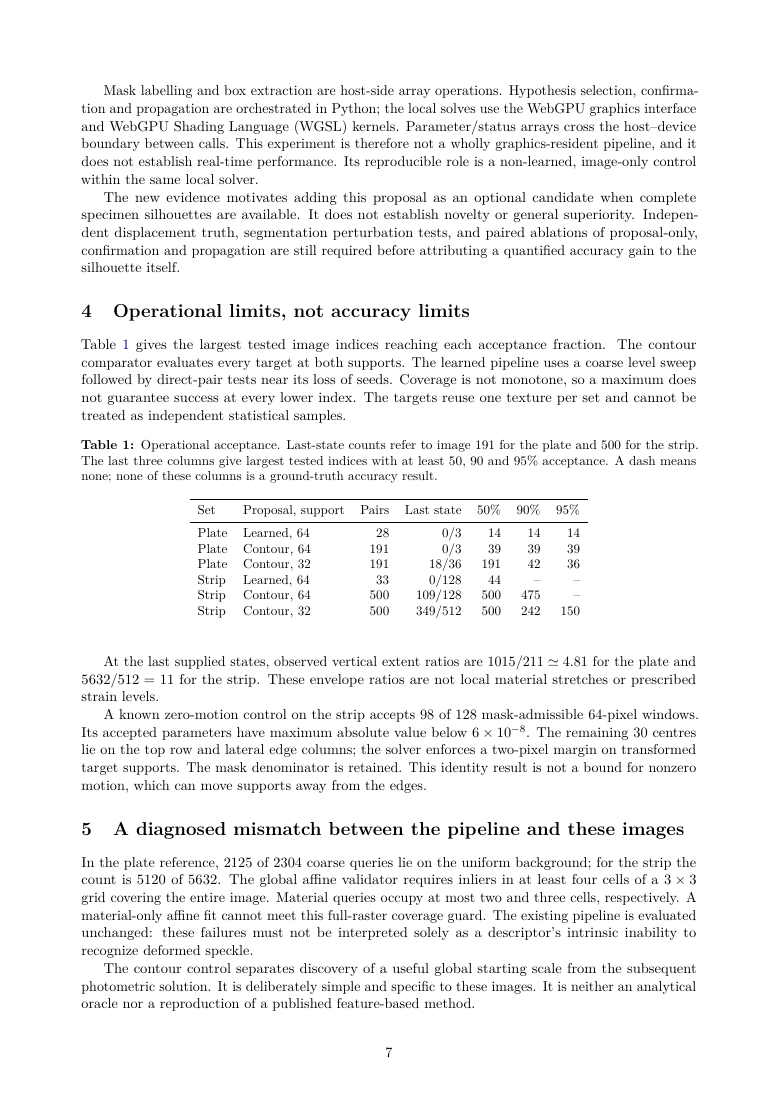 Mask labelling and box extraction are host-side array operations. Hypothesis selection, confirma-
tion and propagation are orchestrated in Python; the local solves use the WebGPU graphics interface
and WebGPU Shading Language (WGSL) kernels. Parameter/status arrays cross the host–device
boundary between calls. This experiment is therefore not a wholly graphics-resident pipeline, and it
does not establish real-time performance. Its reproducible role is a non-learned, image-only control
within the same local solver.
The new evidence motivates adding this proposal as an optional candidate when complete
specimen silhouettes are available. It does not establish novelty or general superiority. Indepen-
dent displacement truth, segmentation perturbation tests, and paired ablations of proposal-only,
confirmation and propagation are still required before attributing a quantified accuracy gain to the
silhouette itself.
4 Operational limits, not accuracy limits
Table 1 gives the largest tested image indices reaching each acceptance fraction. The contour
comparator evaluates every target at both supports. The learned pipeline uses a coarse level sweep
followed by direct-pair tests near its loss of seeds. Coverage is not monotone, so a maximum does
not guarantee success at every lower index. The targets reuse one texture per set and cannot be
treated as independent statistical samples.
Table 1: Operational acceptance. Last-state counts refer to image 191 for the plate and 500 for the strip.
The last three columns give largest tested indices with at least 50, 90 and 95% acceptance. A dash means
none; none of these columns is a ground-truth accuracy result.
Set Proposal, support Pairs Last state 50% 90% 95%
Plate Learned, 64 28 0/3 14 14 14
Plate Contour, 64 191 0/3 39 39 39
Plate Contour, 32 191 18/36 191 42 36
Strip Learned, 64 33 0/128 44 – –
Strip Contour, 64 500 109/128 500 475 –
Strip Contour, 32 500 349/512 500 242 150
At the last supplied states, observed vertical extent ratios are 1015/211 ≃ 4.81 for the plate and
5632/512 = 11 for the strip. These envelope ratios are not local material stretches or prescribed
strain levels.
A known zero-motion control on the strip accepts 98 of 128 mask-admissible 64-pixel windows.
Its accepted parameters have maximum absolute value below 6 × 10⁻⁸. The remaining 30 centres
lie on the top row and lateral edge columns; the solver enforces a two-pixel margin on transformed
target supports. The mask denominator is retained. This identity result is not a bound for nonzero
motion, which can move supports away from the edges.
5 A diagnosed mismatch between the pipeline and these images
In the plate reference, 2125 of 2304 coarse queries lie on the uniform background; for the strip the
count is 5120 of 5632. The global affine validator requires inliers in at least four cells of a 3 × 3
grid covering the entire image. Material queries occupy at most two and three cells, respectively. A
material-only affine fit cannot meet this full-raster coverage guard. The existing pipeline is evaluated
unchanged: these failures must not be interpreted solely as a descriptor's intrinsic inability to
recognize deformed speckle.
The contour control separates discovery of a useful global starting scale from the subsequent
photometric solution. It is deliberately simple and specific to these images. It is neither an analytical
oracle nor a reproduction of a published feature-based method.
7